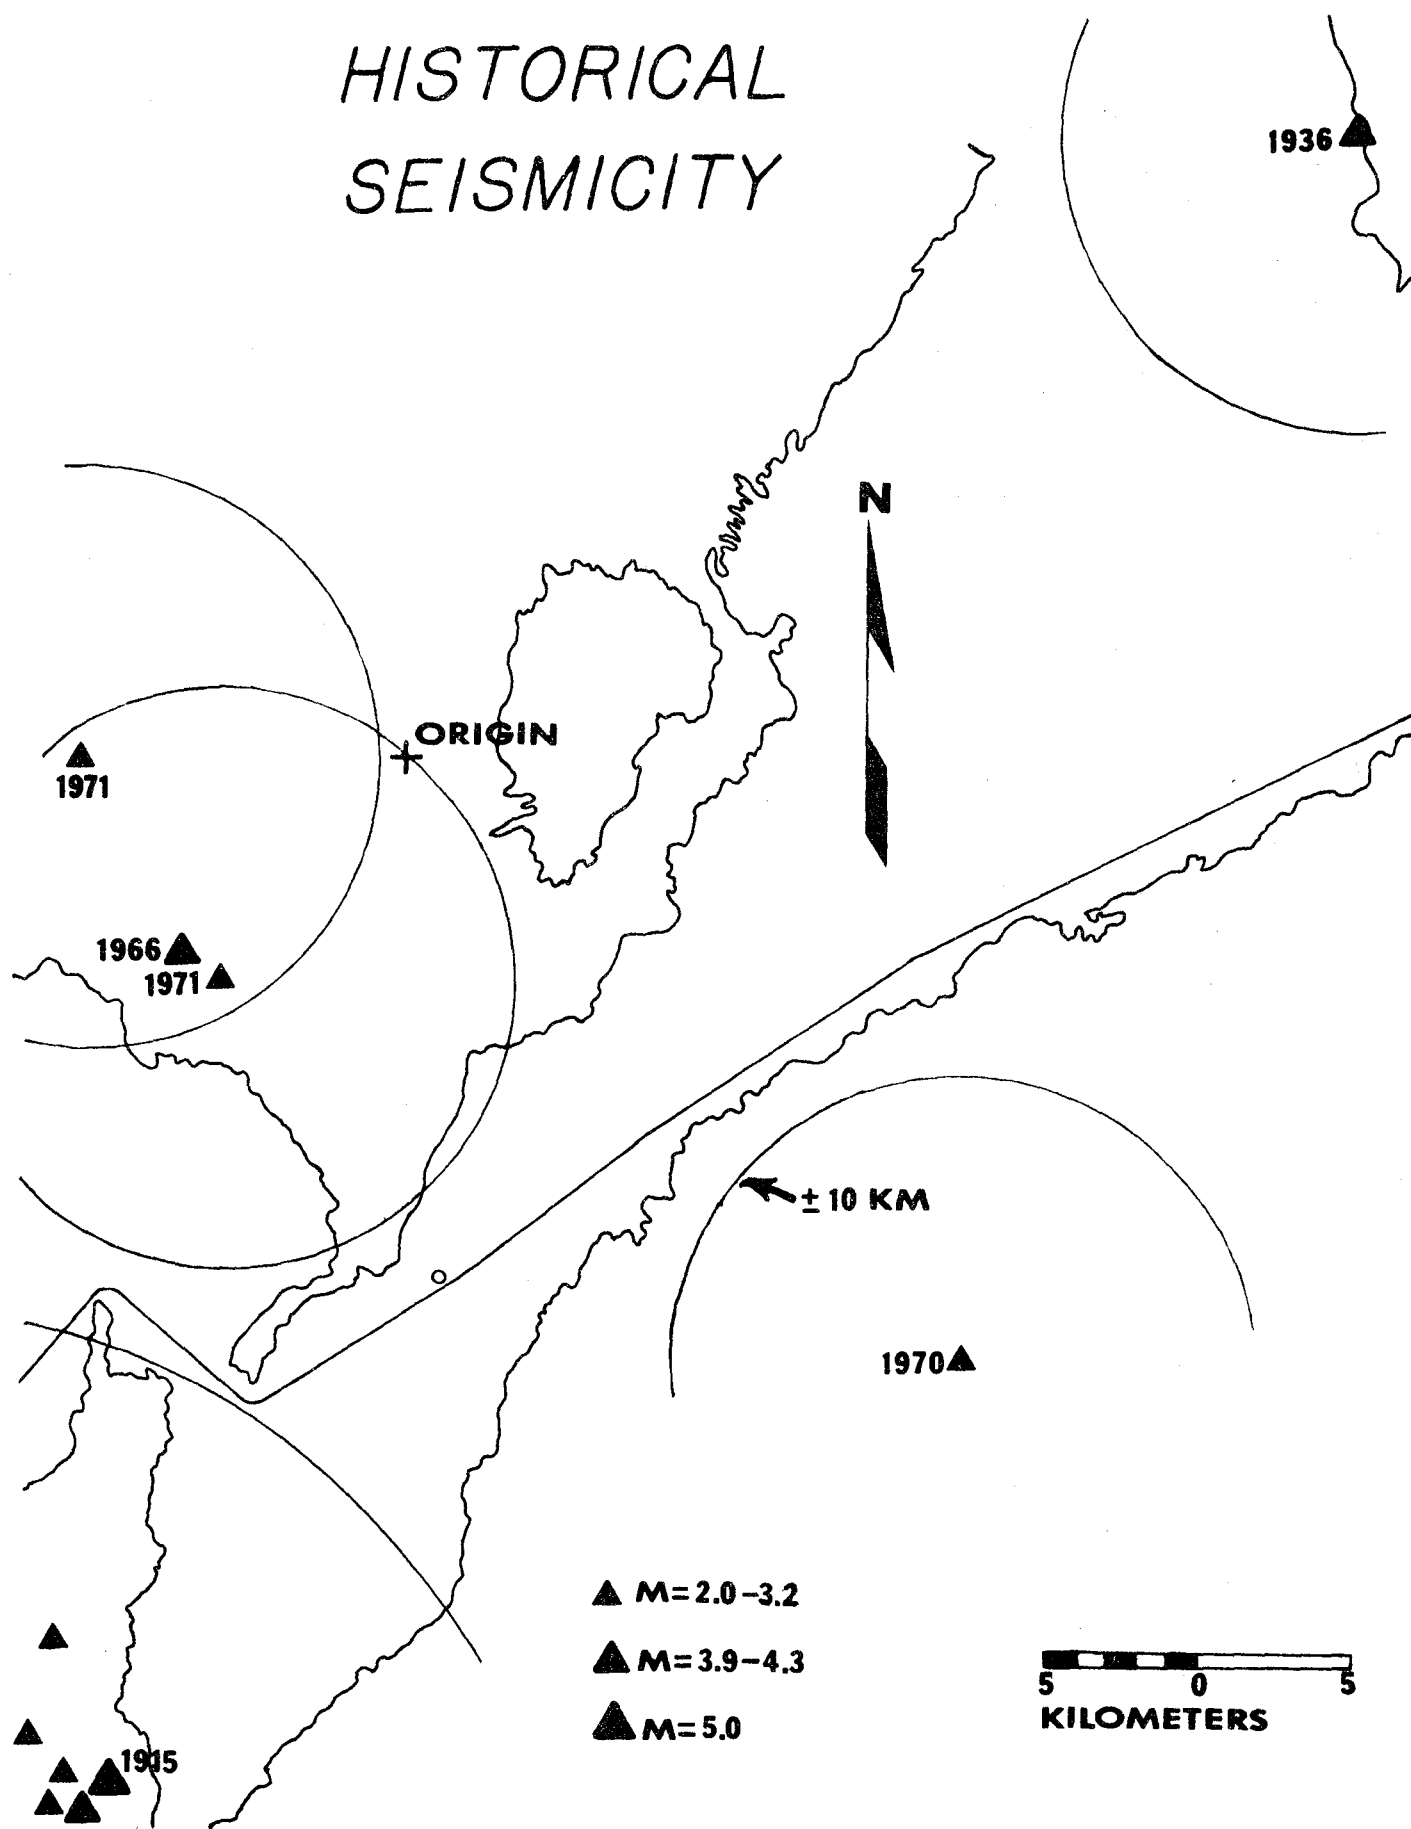 HISTORICAL
SEISMICITY
1936
N
ORIGIN
1971
1966
1971
± 10 KM
1970
M=2.0-3.2
M=3.9-4.3
M=5.0
5 0 5
KILOMETERS
1915